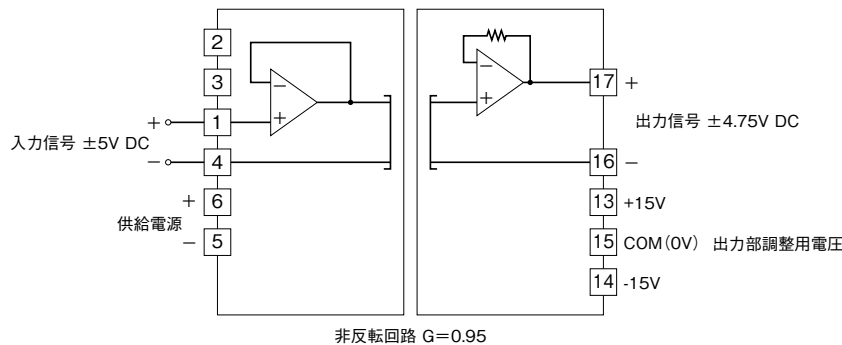 2
3
+ 1
入力信号 ±5V DC
− 4
+ 6
供給電源
− 5
−
+
−
+
17 +
出力信号 ±4.75V DC
16 −
13 +15V
15 COM(0V) 出力部調整用電圧
14 -15V
非反転回路 G=0.95